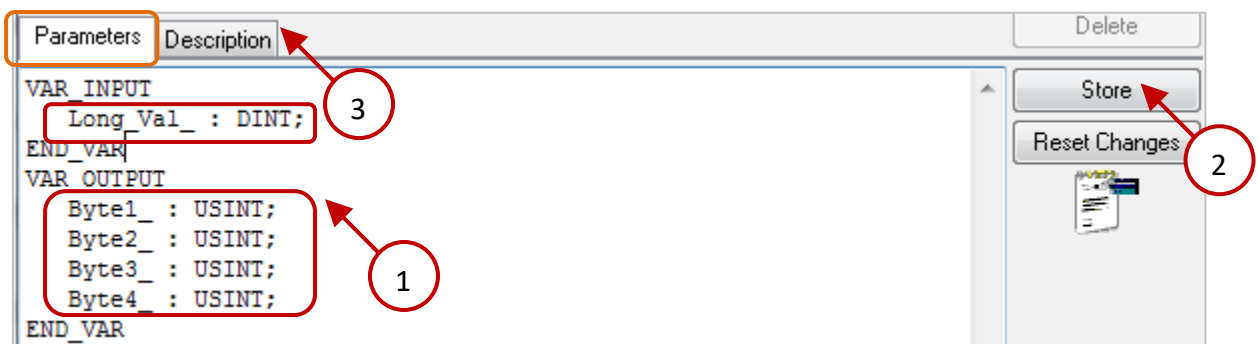 Parameters Description Delete
VAR_INPUT Store
Long_Val_ : DINT; 3
END_VAR Reset Changes
VAR_OUTPUT 2
Byte1_ : USINT;
Byte2_ : USINT;
Byte3_ : USINT; 1
Byte4_ : USINT;
END_VAR